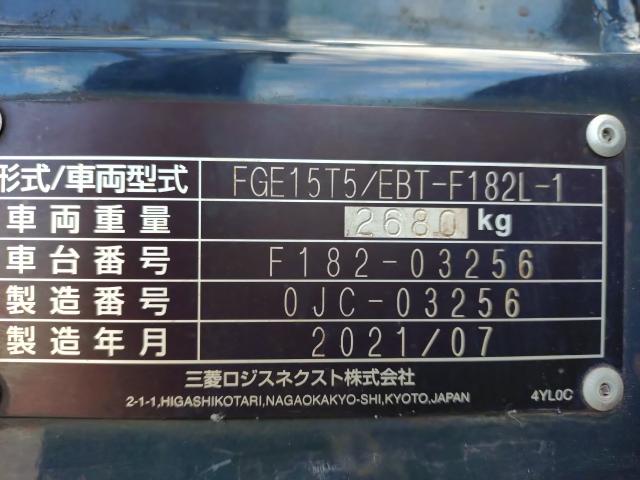 形式/車両型式 FGE15T5/EBT-F182L-1
車両重量 2680 kg
車台番号 F182-03256
製造番号 0JC-03256
製造年月 2021/07
三菱ロジスネクスト株式会社
2-1-1,HIGASHIKOTARI,NAGAOKAKYO-SHI,KYOTO,JAPAN 4YL0C